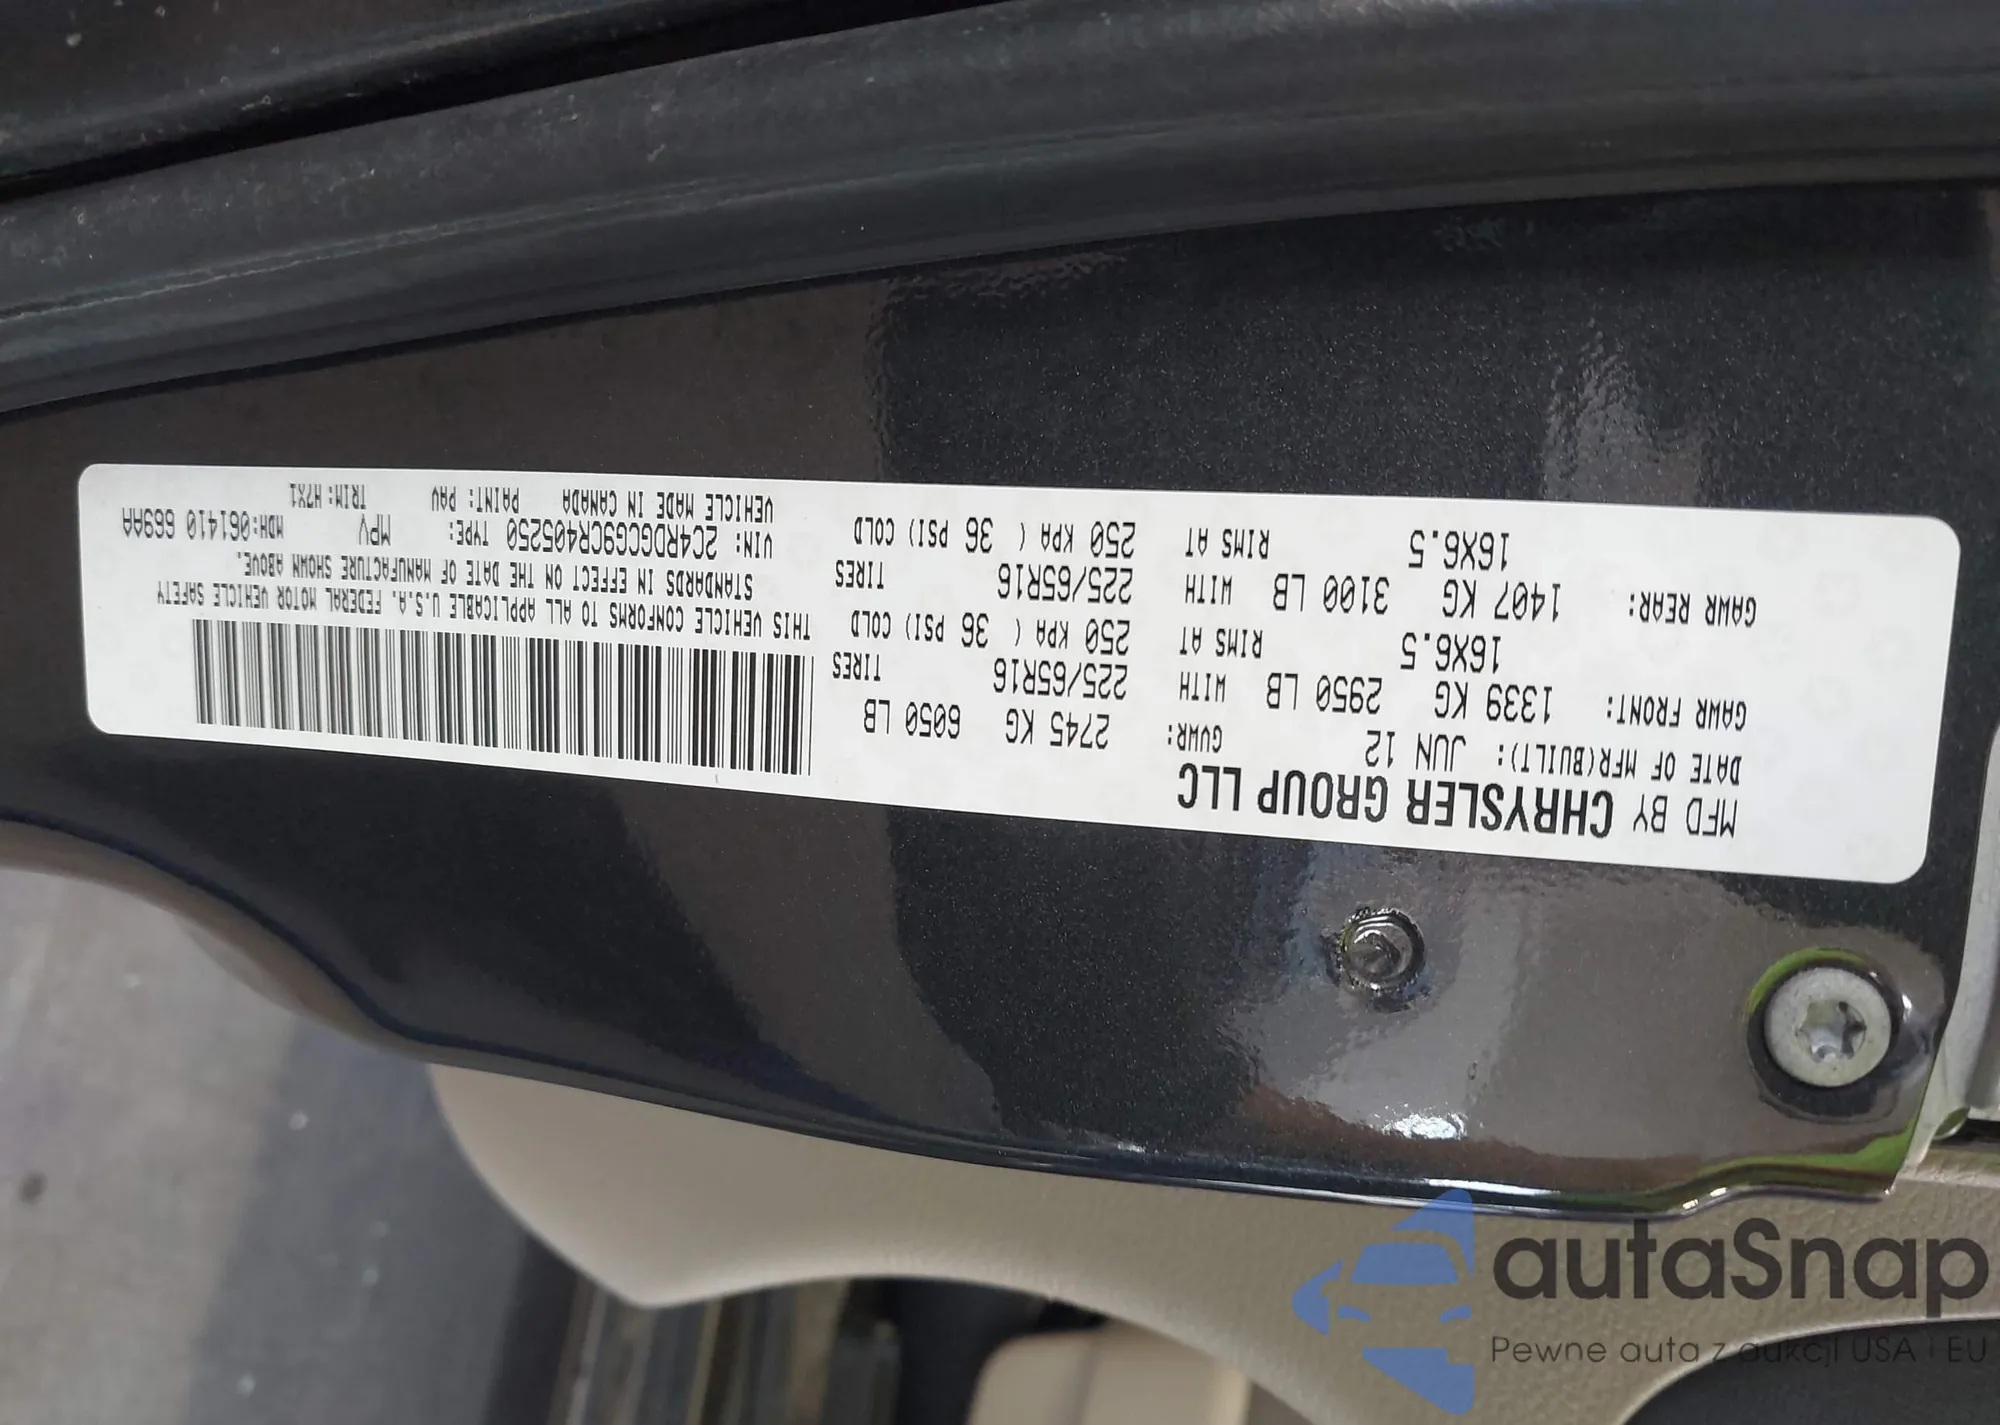 MFD BY CHRYSLER GROUP LLC
DATE OF MFR(BUILT): JUN 12 GVWR: 2745 KG 6050 LB
GAWR FRONT: 1339 KG 2950 LB WITH 225/65R16 TIRES
16X6.5 RIMS AT 250 KPA ( 36 PSI) COLD
GAWR REAR: 1407 KG 3100 LB WITH 225/65R16 TIRES
16X6.5 RIMS AT 250 KPA ( 36 PSI) COLD
THIS VEHICLE CONFORMS TO ALL APPLICABLE U.S.A. FEDERAL MOTOR VEHICLE SAFETY
STANDARDS IN EFFECT ON THE DATE OF MANUFACTURE SHOWN ABOVE.
VIN: 2C4RDGCG9CR405250 TYPE: MPV MDH:061410 669AA
VEHICLE MADE IN CANADA PAINT: PAV TRIM: H7X1
autaSnap
Pewne auta z aukcji USA i EU